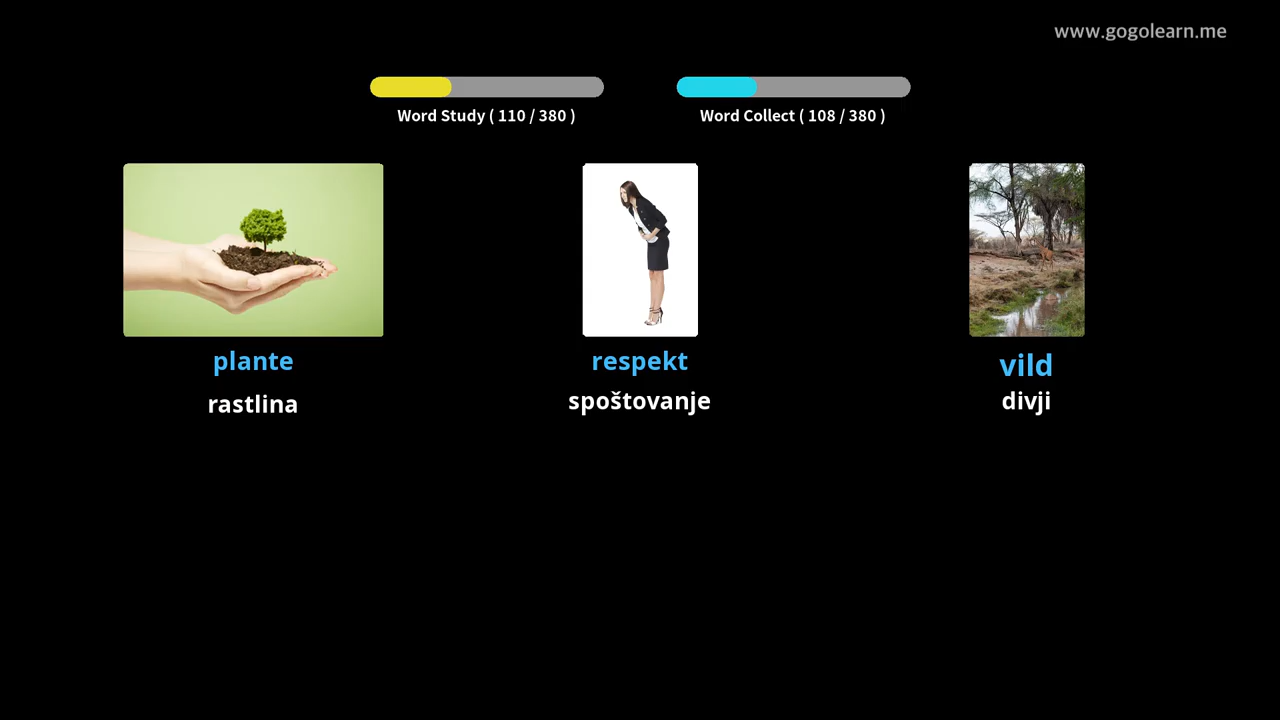 www.gogolearn.me
Word Study ( 110 / 380 )
Word Collect ( 108 / 380 )
plante
rastlina
respekt
spoštovanje
vild
divji